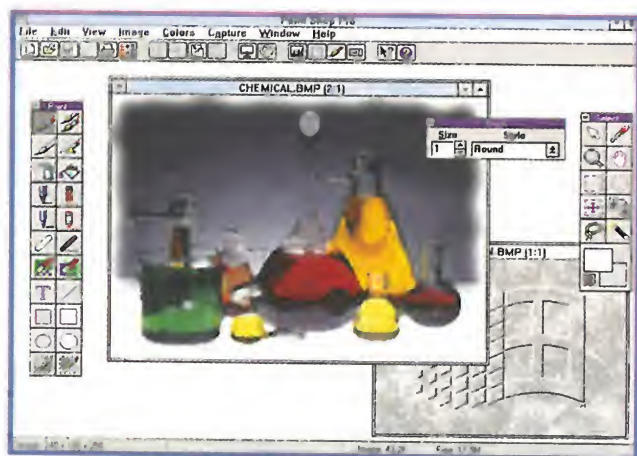 Paint Shop Pro
File Edit View Image Colors Capture Window Help
CHEMICAL.BMP (2:1)
Paint
Select
Size Style
1 Round
.BMP (1:1)
T